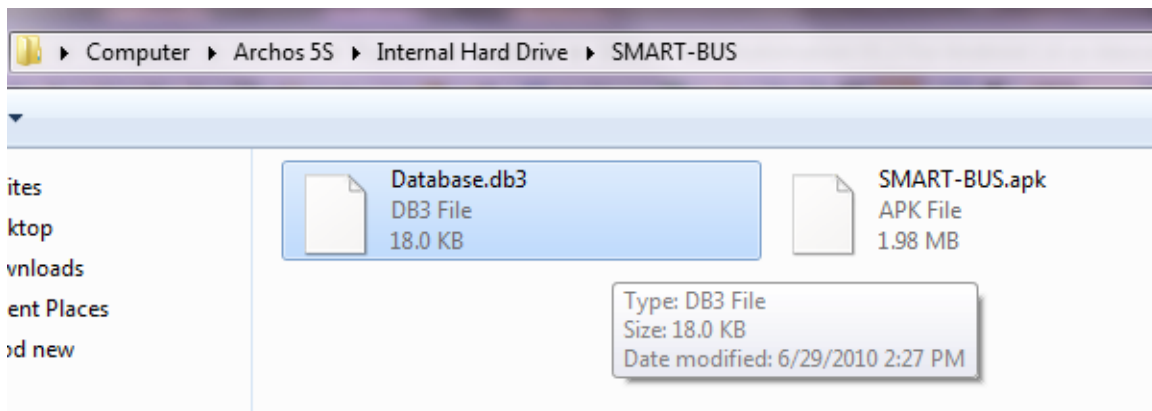 Computer Archos 5S Internal Hard Drive SMART-BUS
ites
ktop
wnloads
ent Places
od new
Database.db3
DB3 File
18.0 KB
SMART-BUS.apk
APK File
1.98 MB
Type: DB3 File
Size: 18.0 KB
Date modified: 6/29/2010 2:27 PM